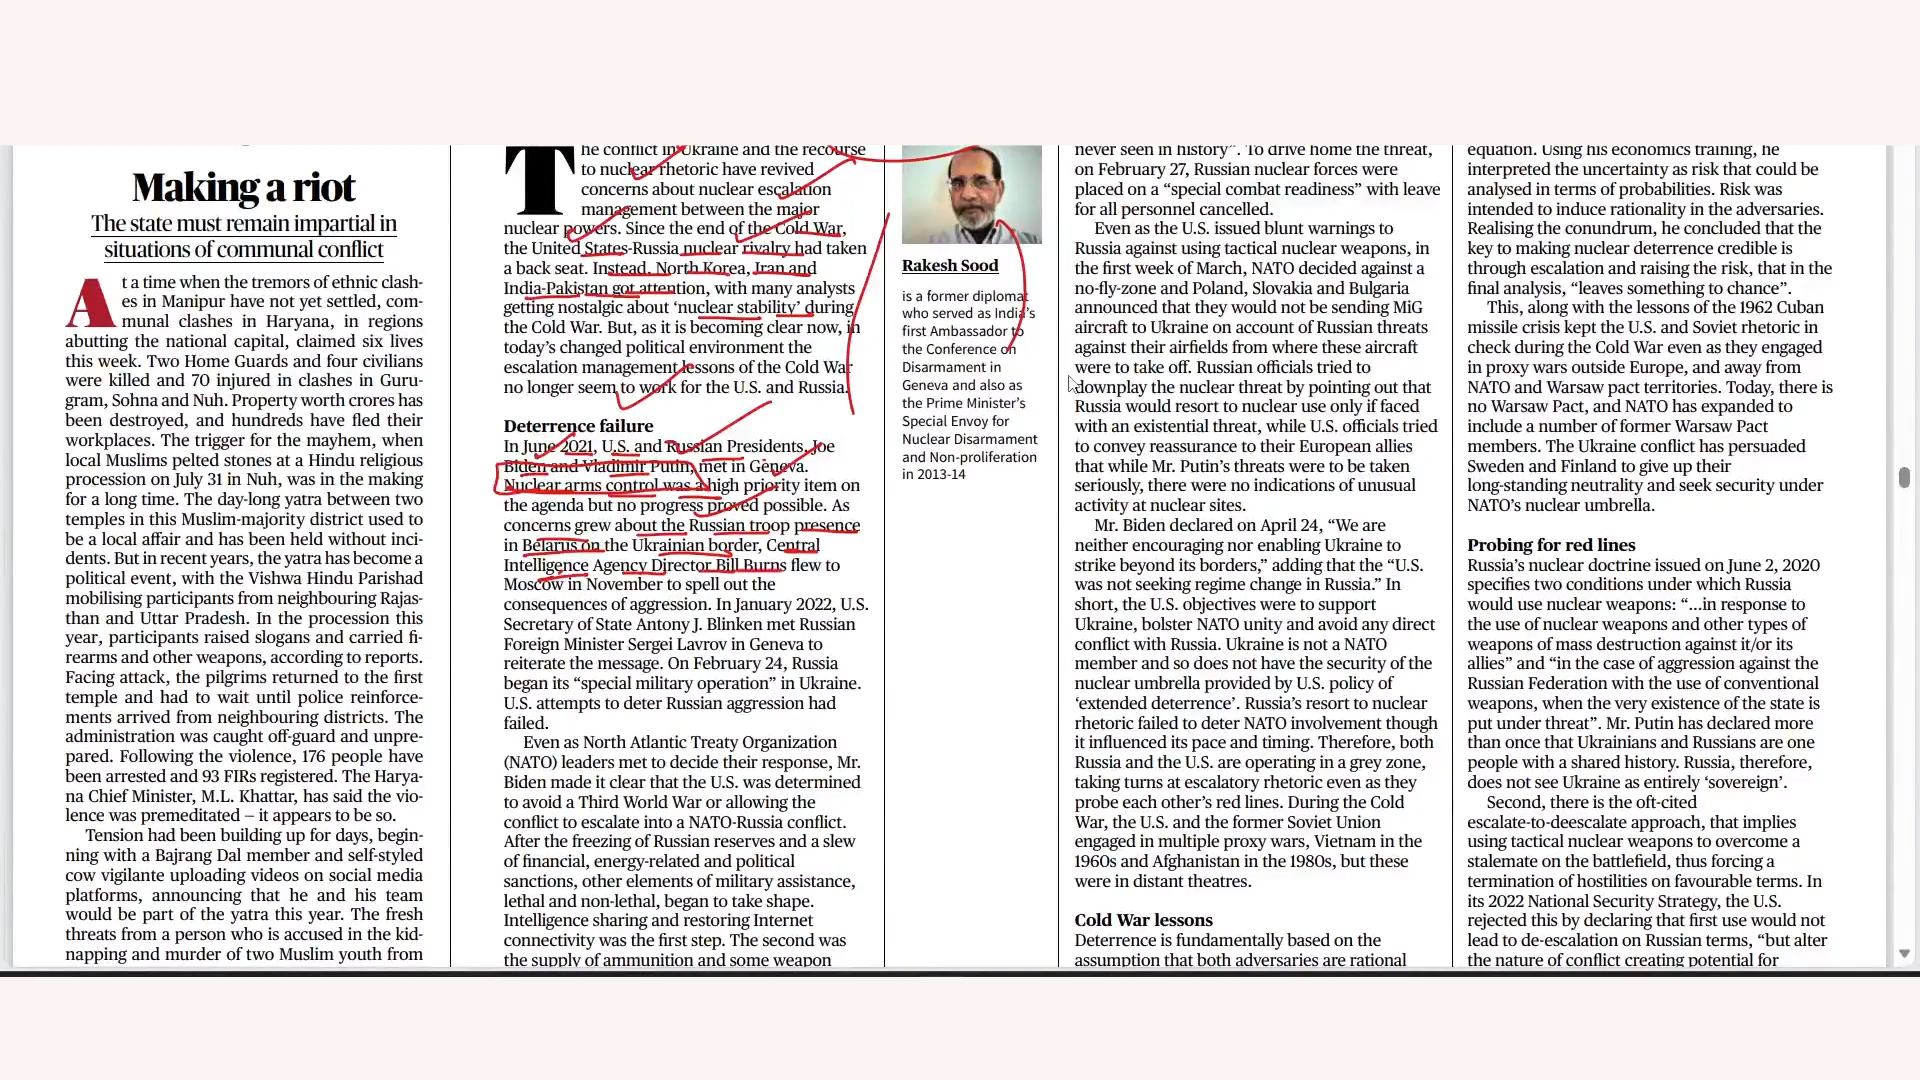 Making a riot
The state must remain impartial in
situations of communal conflict
At a time when the tremors of ethnic clash-
es in Manipur have not yet settled, com-
munal clashes in Haryana, in regions
abutting the national capital, claimed six lives
this week. Two Home Guards and four civilians
were killed and 70 injured in clashes in Guru-
gram, Sohna and Nuh. Property worth crores has
been destroyed, and hundreds have fled their
workplaces. The trigger for the mayhem, when
local Muslims pelted stones at a Hindu religious
procession on July 31 in Nuh, was in the making
for a long time. The day-long yatra between two
temples in this Muslim-majority district used to
be a local affair and has been held without inci-
dents. But in recent years, the yatra has become a
political event, with the Vishwa Hindu Parishad
mobilising participants from neighbouring Rajas-
than and Uttar Pradesh. In the procession this
year, participants raised slogans and carried fi-
rearms and other weapons, according to reports.
Facing attack, the pilgrims returned to the first
temple and had to wait until police reinforce-
ments arrived from neighbouring districts. The
administration was caught off-guard and unpre-
pared. Following the violence, 176 people have
been arrested and 93 FIRs registered. The Harya-
na Chief Minister, M.L. Khattar, has said the vio-
lence was premeditated – it appears to be so.
Tension had been building up for days, begin-
ning with a Bajrang Dal member and self-styled
cow vigilante uploading videos on social media
platforms, announcing that he and his team
would be part of the yatra this year. The fresh
threats from a person who is accused in the kid-
napping and murder of two Muslim youth from
The conflict in Ukraine and the recourse
to nuclear rhetoric have revived
concerns about nuclear escalation
management between the major
nuclear powers. Since the end of the Cold War,
the United States-Russia nuclear rivalry had taken
a back seat. Instead, North Korea, Iran and
India-Pakistan got attention, with many analysts
getting nostalgic about ‘nuclear stability’ during
the Cold War. But, as it is becoming clear now, in
today’s changed political environment the
escalation management lessons of the Cold War
no longer seem to work for the U.S. and Russia.
Deterrence failure
In June 2021, U.S. and Russian Presidents, Joe
Biden and Vladimir Putin, met in Geneva.
Nuclear arms control was a high priority item on
the agenda but no progress proved possible. As
concerns grew about the Russian troop presence
in Belarus on the Ukrainian border, Central
Intelligence Agency Director Bill Burns flew to
Moscow in November to spell out the
consequences of aggression. In January 2022, U.S.
Secretary of State Antony J. Blinken met Russian
Foreign Minister Sergei Lavrov in Geneva to
reiterate the message. On February 24, Russia
began its “special military operation” in Ukraine.
U.S. attempts to deter Russian aggression had
failed.
Even as North Atlantic Treaty Organization
(NATO) leaders met to decide their response, Mr.
Biden made it clear that the U.S. was determined
to avoid a Third World War or allowing the
conflict to escalate into a NATO-Russia conflict.
After the freezing of Russian reserves and a slew
of financial, energy-related and political
sanctions, other elements of military assistance,
lethal and non-lethal, began to take shape.
Intelligence sharing and restoring Internet
connectivity was the first step. The second was
the supply of ammunition and some weapon
Rakesh Sood
is a former diplomat
who served as India’s
first Ambassador to
the Conference on
Disarmament in
Geneva and also as
the Prime Minister’s
Special Envoy for
Nuclear Disarmament
and Non-proliferation
in 2013-14
never seen in history”. To drive home the threat,
on February 27, Russian nuclear forces were
placed on a “special combat readiness” with leave
for all personnel cancelled.
Even as the U.S. issued blunt warnings to
Russia against using tactical nuclear weapons, in
the first week of March, NATO decided against a
no-fly-zone and Poland, Slovakia and Bulgaria
announced that they would not be sending MiG
aircraft to Ukraine on account of Russian threats
against their airfields from where these aircraft
were to take off. Russian officials tried to
downplay the nuclear threat by pointing out that
Russia would resort to nuclear use only if faced
with an existential threat, while U.S. officials tried
to convey reassurance to their European allies
that while Mr. Putin’s threats were to be taken
seriously, there were no indications of unusual
activity at nuclear sites.
Mr. Biden declared on April 24, “We are
neither encouraging nor enabling Ukraine to
strike beyond its borders,” adding that the “U.S.
was not seeking regime change in Russia.” In
short, the U.S. objectives were to support
Ukraine, bolster NATO unity and avoid any direct
conflict with Russia. Ukraine is not a NATO
member and so does not have the security of the
nuclear umbrella provided by U.S. policy of
‘extended deterrence’. Russia’s resort to nuclear
rhetoric failed to deter NATO involvement though
it influenced its pace and timing. Therefore, both
Russia and the U.S. are operating in a grey zone,
taking turns at escalatory rhetoric even as they
probe each other’s red lines. During the Cold
War, the U.S. and the former Soviet Union
engaged in multiple proxy wars, Vietnam in the
1960s and Afghanistan in the 1980s, but these
were in distant theatres.
Cold War lessons
Deterrence is fundamentally based on the
assumption that both adversaries are rational
equation. Using his economics training, he
interpreted the uncertainty as risk that could be
analysed in terms of probabilities. Risk was
intended to induce rationality in the adversaries.
Realising the conundrum, he concluded that the
key to making nuclear deterrence credible is
through escalation and raising the risk, that in the
final analysis, “leaves something to chance”.
This, along with the lessons of the 1962 Cuban
missile crisis kept the U.S. and Soviet rhetoric in
check during the Cold War even as they engaged
in proxy wars outside Europe, and away from
NATO and Warsaw pact territories. Today, there is
no Warsaw Pact, and NATO has expanded to
include a number of former Warsaw Pact
members. The Ukraine conflict has persuaded
Sweden and Finland to give up their
long-standing neutrality and seek security under
NATO’s nuclear umbrella.
Probing for red lines
Russia’s nuclear doctrine issued on June 2, 2020
specifies two conditions under which Russia
would use nuclear weapons: “...in response to
the use of nuclear weapons and other types of
weapons of mass destruction against it/or its
allies” and “in the case of aggression against the
Russian Federation with the use of conventional
weapons, when the very existence of the state is
put under threat”. Mr. Putin has declared more
than once that Ukrainians and Russians are one
people with a shared history. Russia, therefore,
does not see Ukraine as entirely ‘sovereign’.
Second, there is the oft-cited
escalate-to-deescalate approach, that implies
using tactical nuclear weapons to overcome a
stalemate on the battlefield, thus forcing a
termination of hostilities on favourable terms. In
its 2022 National Security Strategy, the U.S.
rejected this by declaring that first use would not
lead to de-escalation on Russian terms, “but alter
the nature of conflict creating potential for